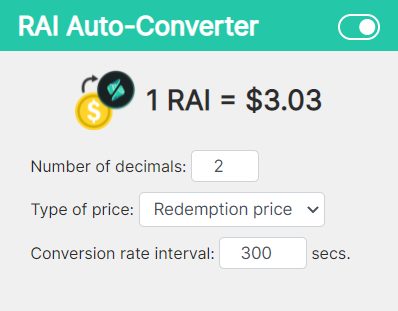 RAI Auto-Converter
1 RAI = $3.03
Number of decimals: 2
Type of price: Redemption price
Conversion rate interval: 300 secs.